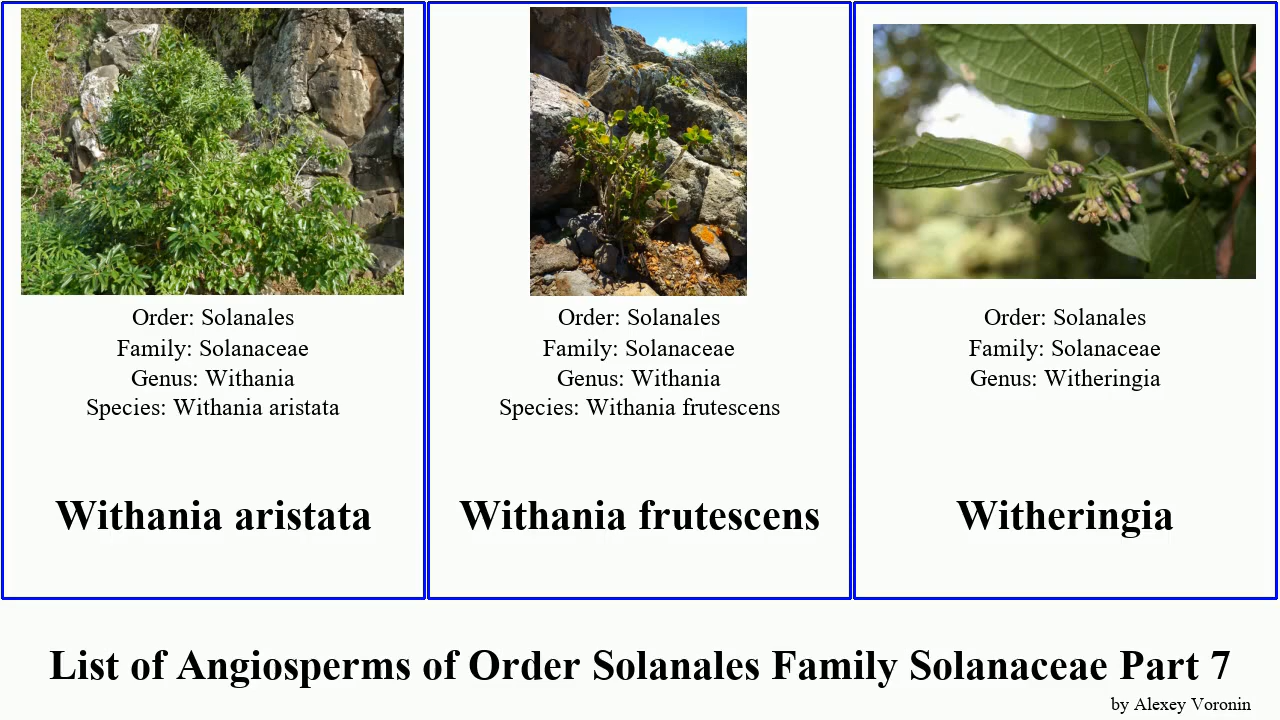 Order: Solanales
Family: Solanaceae
Genus: Withania
Species: Withania aristata
Withania aristata
Order: Solanales
Family: Solanaceae
Genus: Withania
Species: Withania frutescens
Withania frutescens
Order: Solanales
Family: Solanaceae
Genus: Witheringia
Witheringia
List of Angiosperms of Order Solanales Family Solanaceae Part 7
by Alexey Voronin